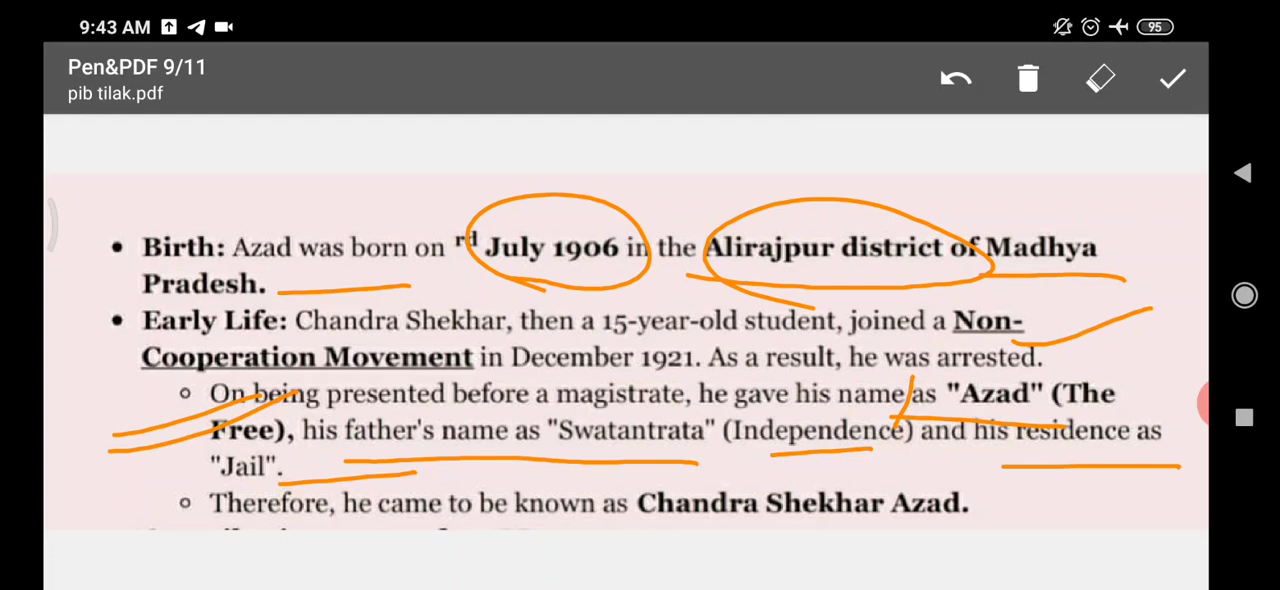 9:43 AM 95
Pen&PDF 9/11
pib tilak.pdf
• Birth: Azad was born on rd July 1906 in the Alirajpur district of Madhya
Pradesh.
• Early Life: Chandra Shekhar, then a 15-year-old student, joined a Non-
Cooperation Movement in December 1921. As a result, he was arrested.
On being presented before a magistrate, he gave his name as "Azad" (The
Free), his father's name as "Swatantrata" (Independence) and his residence as
"Jail".
Therefore, he came to be known as Chandra Shekhar Azad.